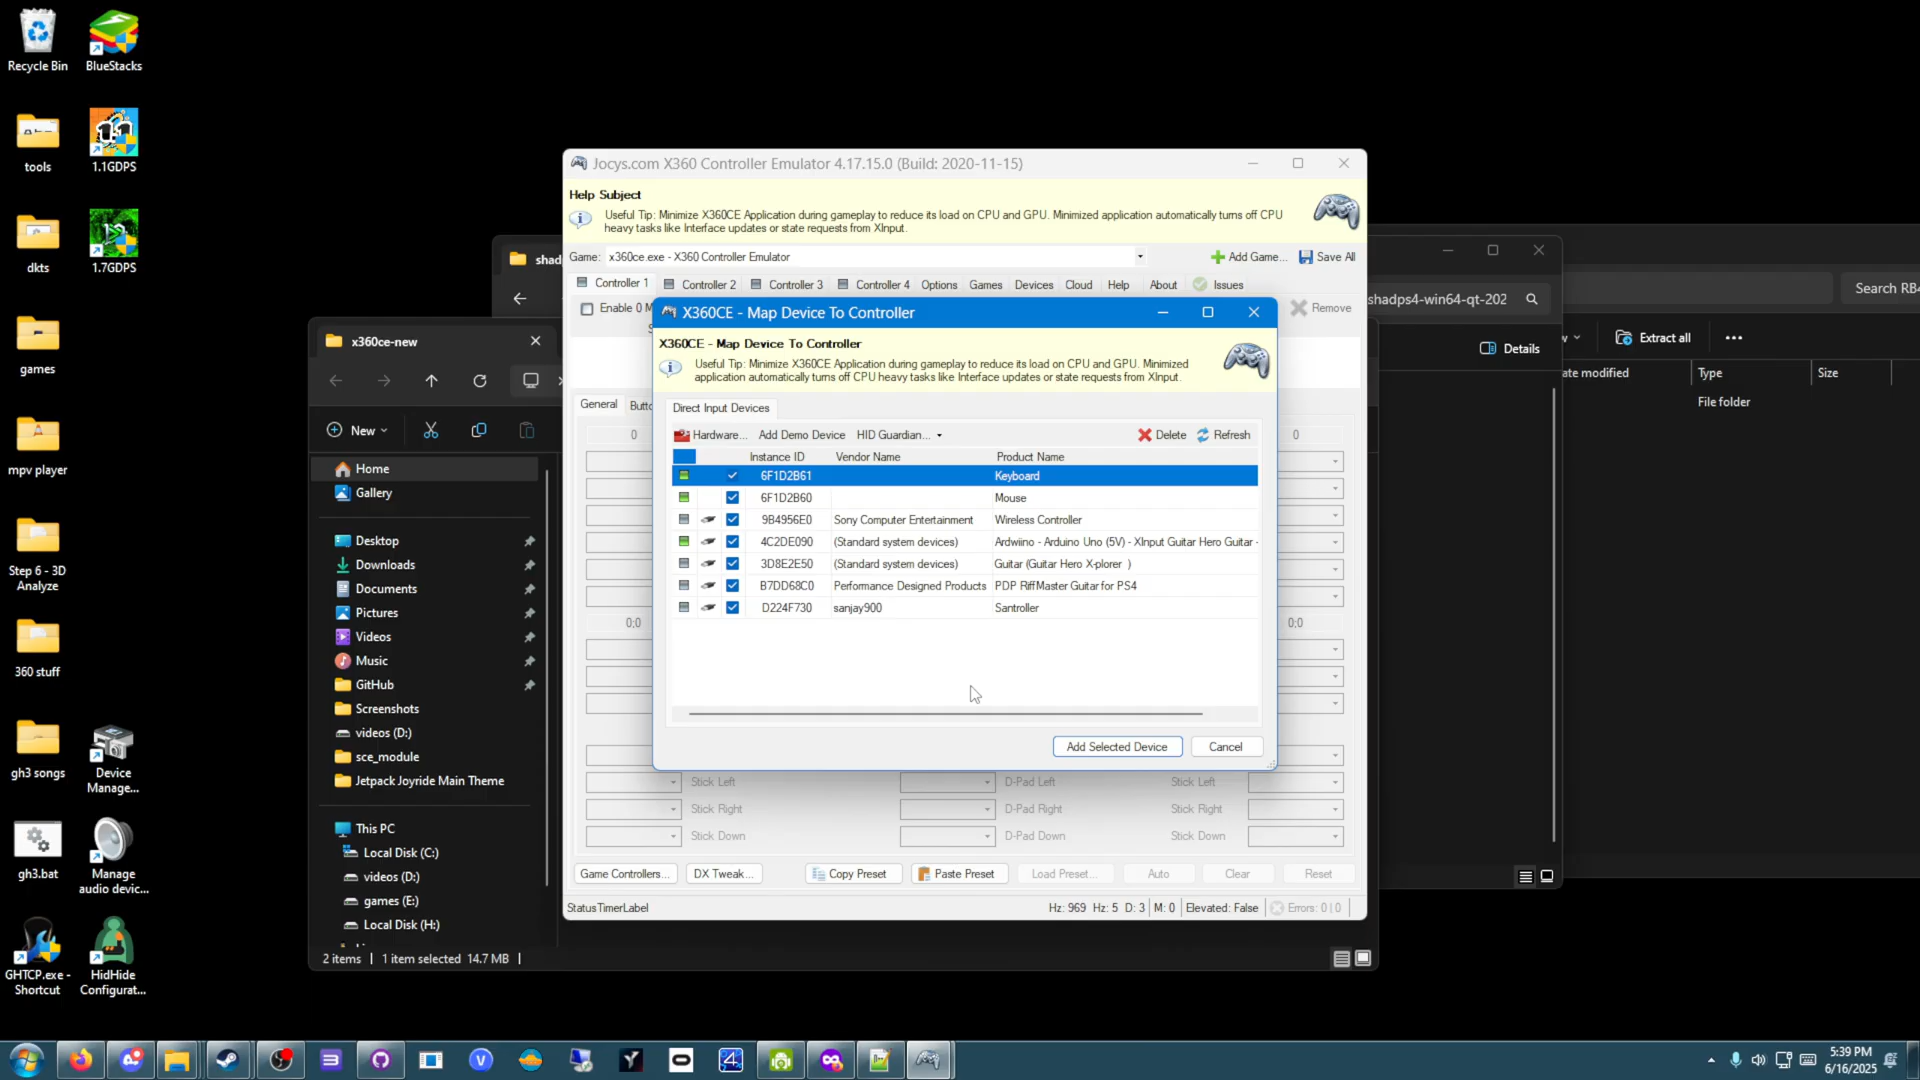 Recycle Bin
BlueStacks
tools
1.1GDPS
dkts
1.7GDPS
games
mpv player
Step 6 - 3D
Analyze
360 stuff
gh3 songs
Device
Manage...
gh3.bat
Manage
audio devic...
GHTCP.exe -
Shortcut
HidHide
Configurat...
x360ce-new
New
Home
Gallery
Desktop
Downloads
Documents
Pictures
Videos
Music
GitHub
Screenshots
videos (D:)
sce_module
Jetpack Joyride Main Theme
This PC
Local Disk (C:)
videos (D:)
games (E:)
Local Disk (H:)
2 items
1 item selected 14.7 MB
Jocys.com X360 Controller Emulator 4.17.15.0 (Build: 2020-11-15)
Help Subject
Useful Tip: Minimize X360CE Application during gameplay to reduce its load on CPU and GPU. Minimized application automatically turns off CPU
heavy tasks like Interface updates or state requests from XInput.
Game: x360ce.exe - X360 Controller Emulator
Add Game...
Save All
Controller 1
Controller 2
Controller 3
Controller 4
Options
Games
Devices
Cloud
Help
About
Issues
Enable 0 M
Remove
General
Butto
0
0
0;0
0;0
X360CE - Map Device To Controller
X360CE - Map Device To Controller
Useful Tip: Minimize X360CE Application during gameplay to reduce its load on CPU and GPU. Minimized
application automatically turns off CPU heavy tasks like Interface updates or state requests from XInput.
Direct Input Devices
Hardware...
Add Demo Device
HID Guardian...
Delete
Refresh
Instance ID Vendor Name Product Name
6F1D2B61 Keyboard
6F1D2B60 Mouse
9B4956E0 Sony Computer Entertainment Wireless Controller
4C2DE090 (Standard system devices) Ardwiino - Arduino Uno (5V) - XInput Guitar Hero Guitar -
3D8E2E50 (Standard system devices) Guitar (Guitar Hero X-plorer )
B7DD68C0 Performance Designed Products PDP RiffMaster Guitar for PS4
D224F730 sanjay900 Santroller
Add Selected Device
Cancel
Stick Left D-Pad Left Stick Left
Stick Right D-Pad Right Stick Right
Stick Down D-Pad Down Stick Down
Game Controllers...
DX Tweak...
Copy Preset
Paste Preset
Load Preset...
Auto
Clear
Reset
StatusTimerLabel
Hz: 969 Hz: 5 D: 3 M: 0 Elevated: False Errors: 0 | 0
shadp
shadps4-win64-qt-202
Details
Search RB4
Extract all
ate modified
Type
Size
File folder
5:39 PM
6/16/2025